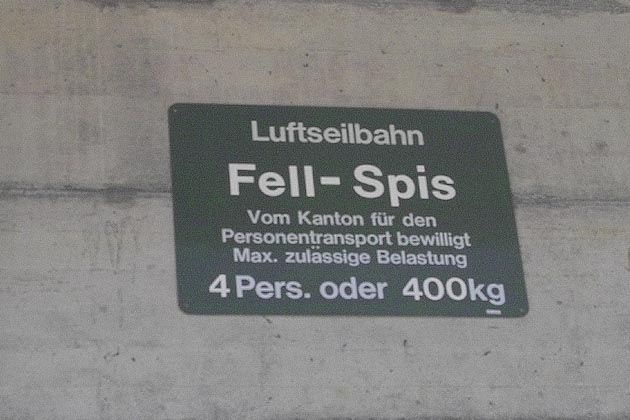 Luftseilbahn
Fell-Spis
Vom Kanton für den
Personentransport bewilligt
Max. zulässige Belastung
4 Pers. oder 400kg